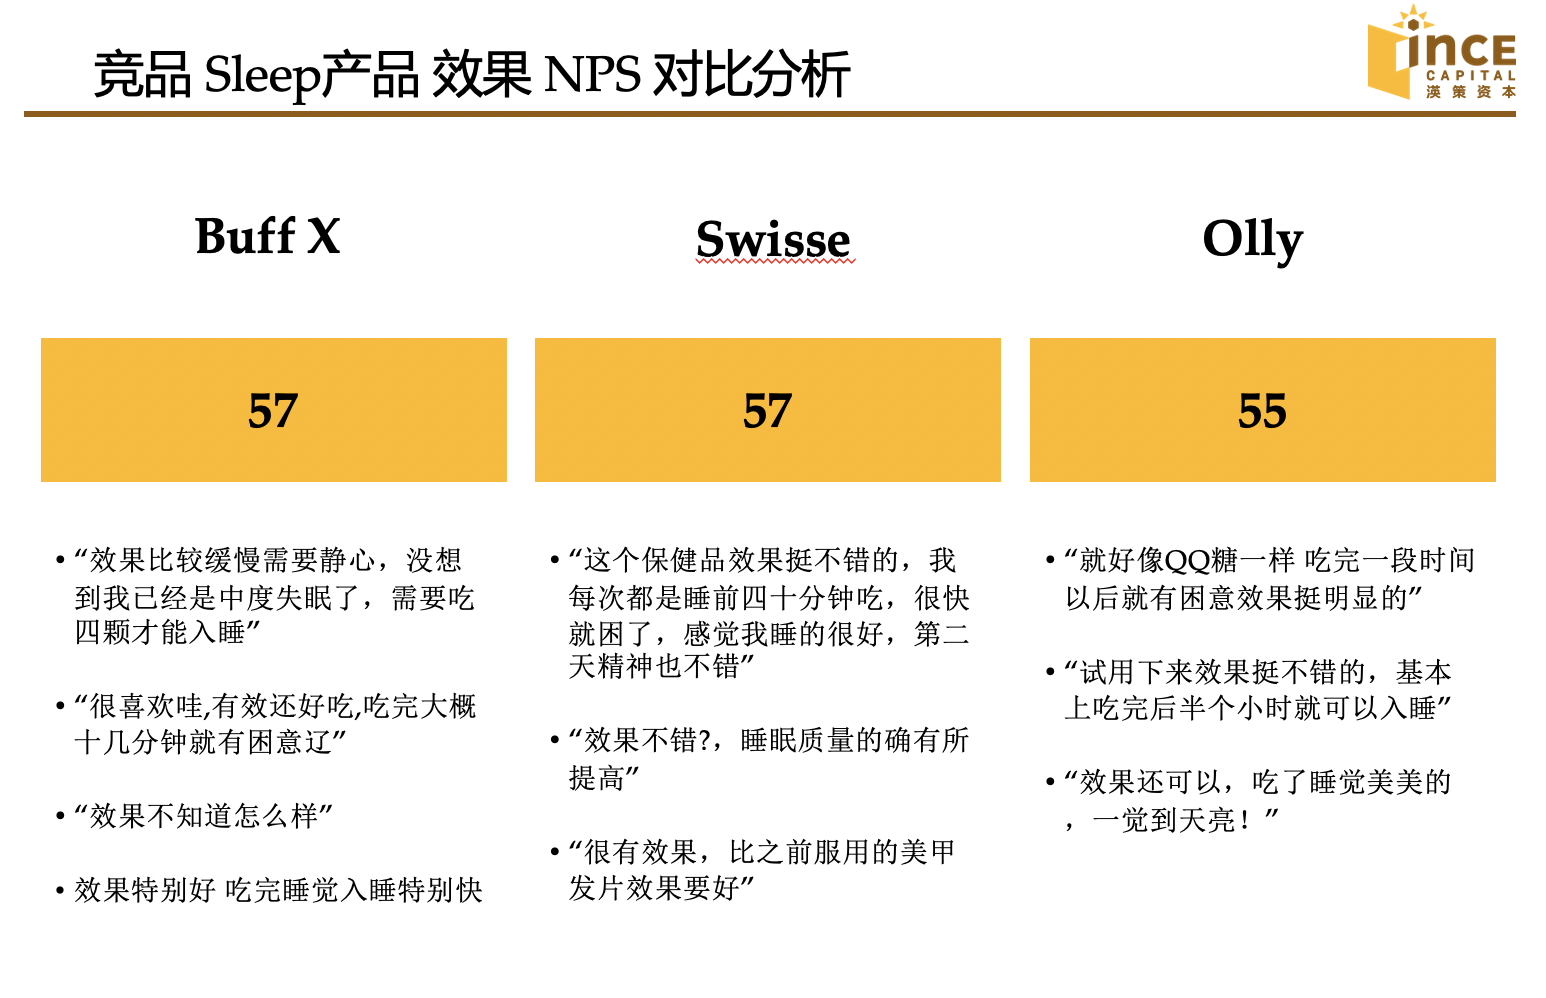 竞品 Sleep产品 效果 NPS 对比分析
ince
CAPITAL
漢策资本
Buff X
Swisse
Olly
57
57
55
• “效果比较缓慢需要静心，没想
到我已经是中度失眠了，需要吃
四颗才能入睡”
• “很喜欢哇,有效还好吃,吃完大概
十几分钟就有困意辽”
• “效果不知道怎么样”
• 效果特别好 吃完睡觉入睡特别快
• “这个保健品效果挺不错的，我
每次都是睡前四十分钟吃，很快
就困了，感觉我睡的很好，第二
天精神也不错”
• “效果不错?，睡眠质量的确有所
提高”
• “很有效果，比之前服用的美甲
发片效果要好”
• “就好像QQ糖一样 吃完一段时间
以后就有困意效果挺明显的”
• “试用下来效果挺不错的，基本
上吃完后半个小时就可以入睡”
• “效果还可以，吃了睡觉美美的
，一觉到天亮！”